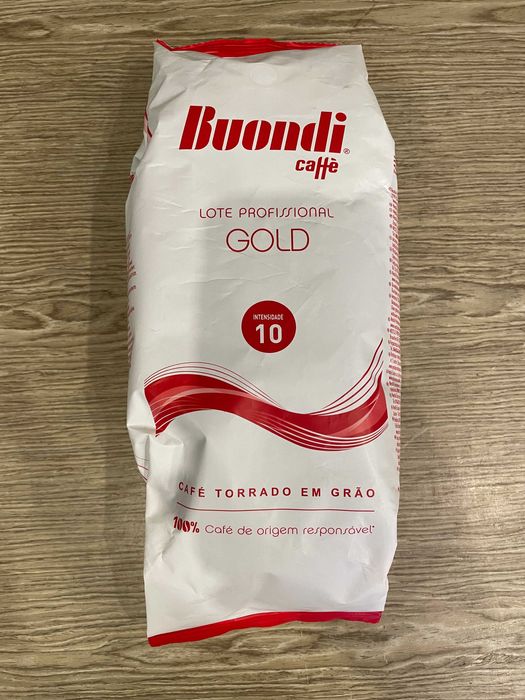 Buondi®
caffè
LOTE PROFISSIONAL
GOLD
INTENSIDADE
10
CAFÉ TORRADO EM GRÃO
100% Café de origem responsável*